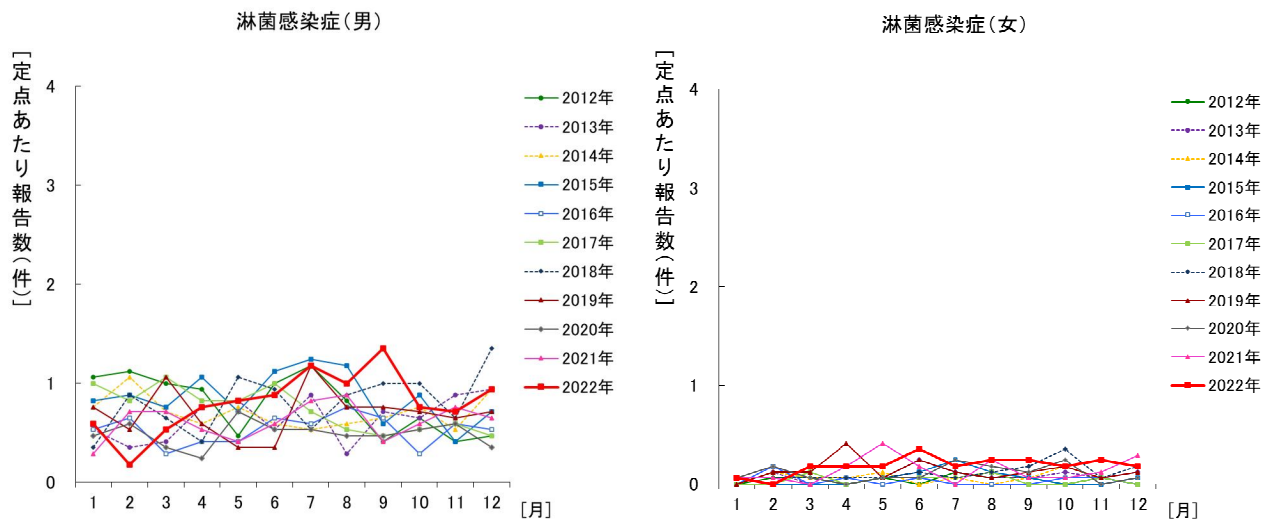 淋菌感染症(男)
[定点あたり報告数(件)]
4
3
2
1
0
1 2 3 4 5 6 7 8 9 10 11 12
[月]
2012年
2013年
2014年
2015年
2016年
2017年
2018年
2019年
2020年
2021年
2022年
淋菌感染症(女)
[定点あたり報告数(件)]
4
3
2
1
0
1 2 3 4 5 6 7 8 9 10 11 12
[月]
2012年
2013年
2014年
2015年
2016年
2017年
2018年
2019年
2020年
2021年
2022年